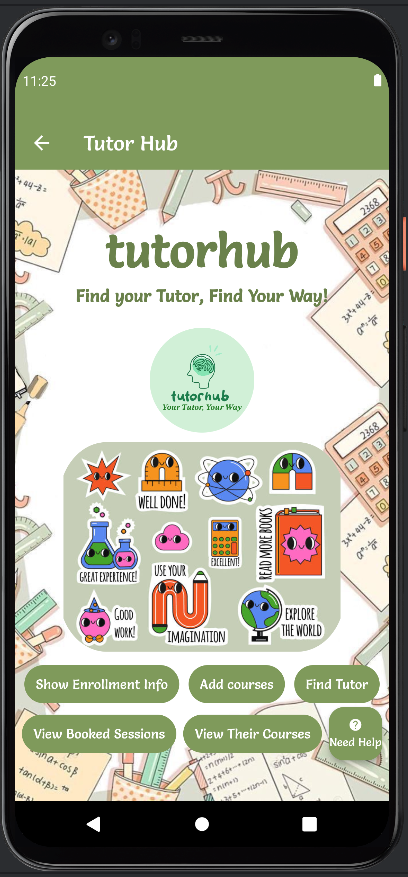 11:25
Tutor Hub
tutorhub
Find your Tutor, Find Your Way!
tutorhub
Your Tutor, Your Way
WELL DONE!
GREAT EXPERIENCE!
EXCELLENT!
READ MORE BOOKS
USE YOUR
IMAGINATION
GOOD
WORK!
EXPLORE
THE WORLD
2368
2368
Show Enrollment Info
Add courses
Find Tutor
View Booked Sessions
View Their Courses
Need Help